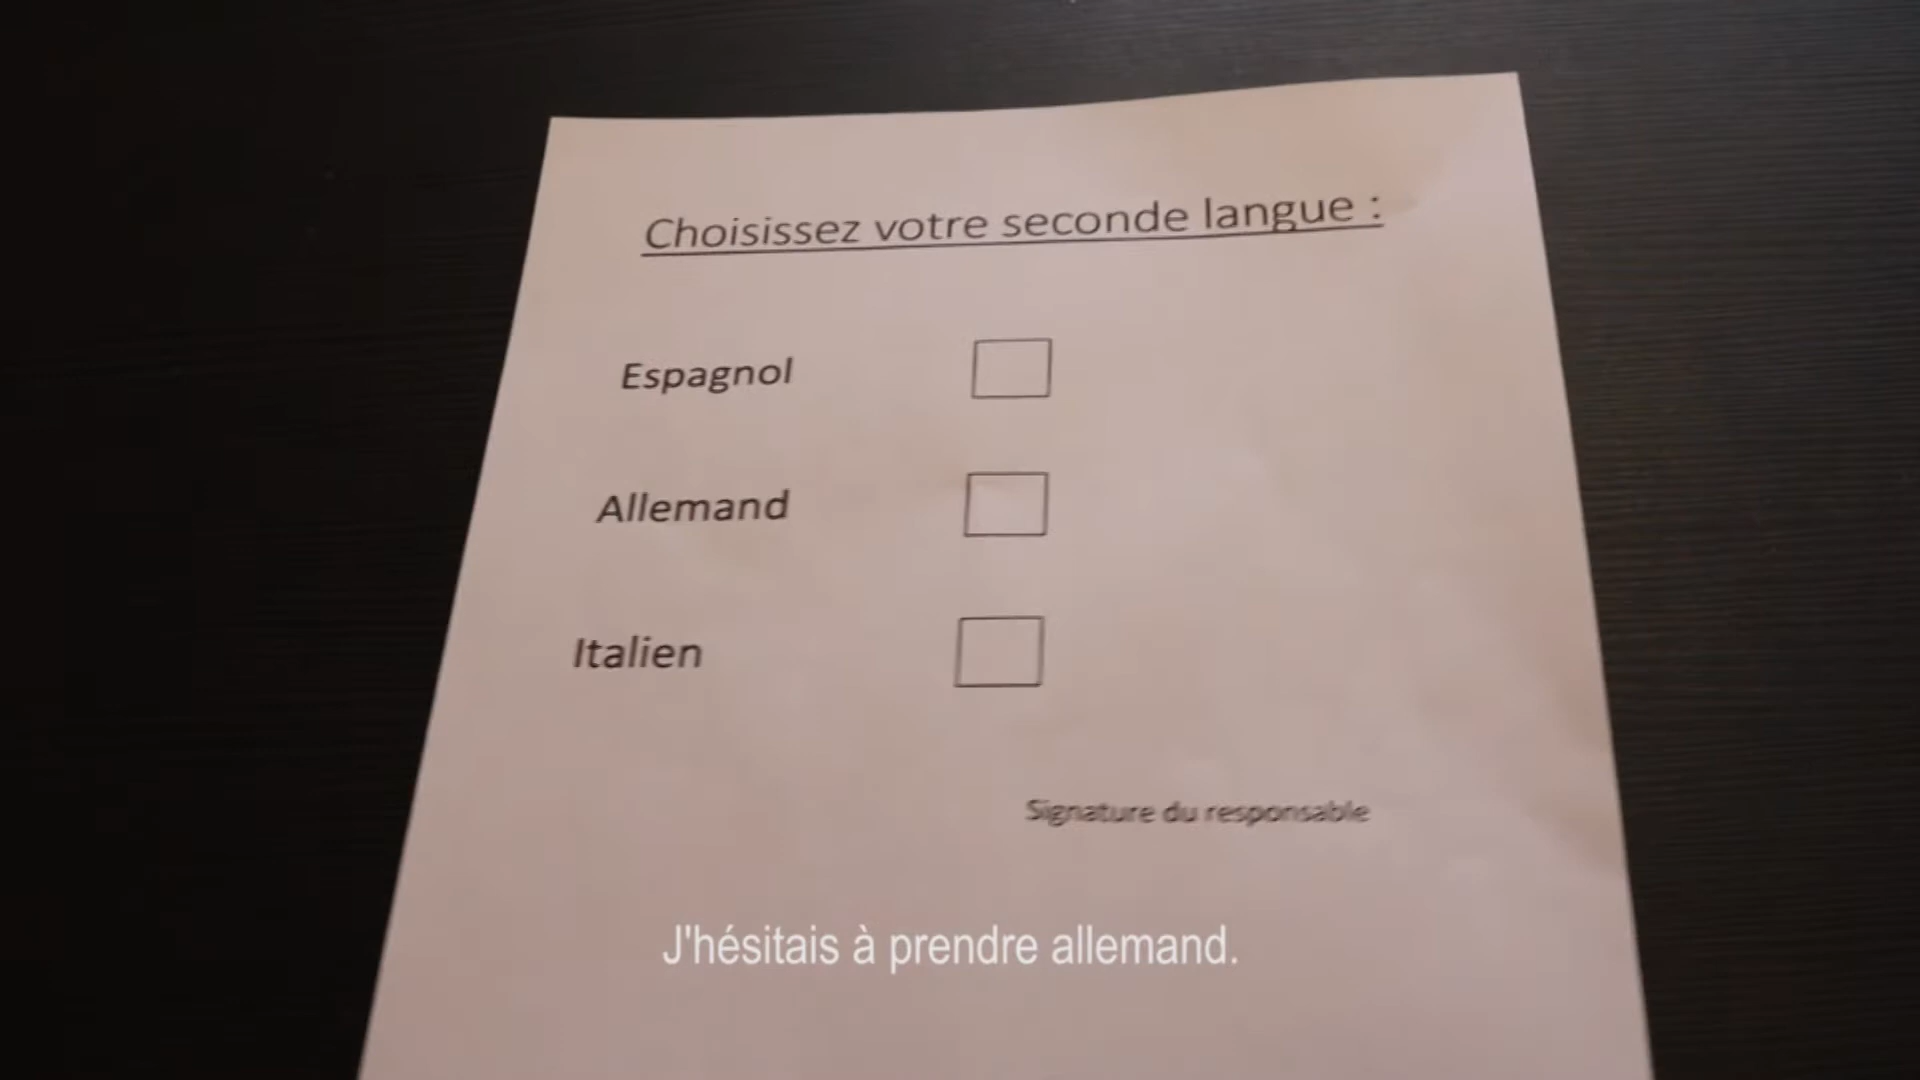 Choisissez votre seconde langue :
Espagnol
Allemand
Italien
Signature du responsable
J'hésitais à prendre allemand.